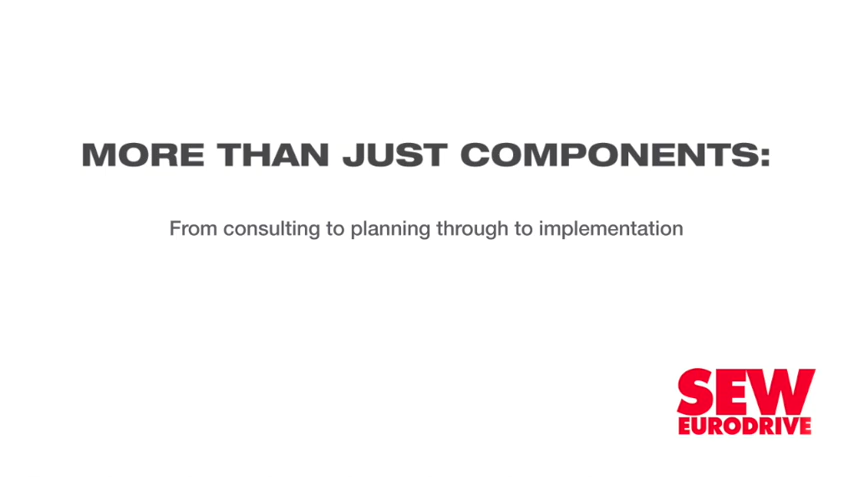 MORE THAN JUST COMPONENTS:
From consulting to planning through to implementation
SEW
EURODRIVE